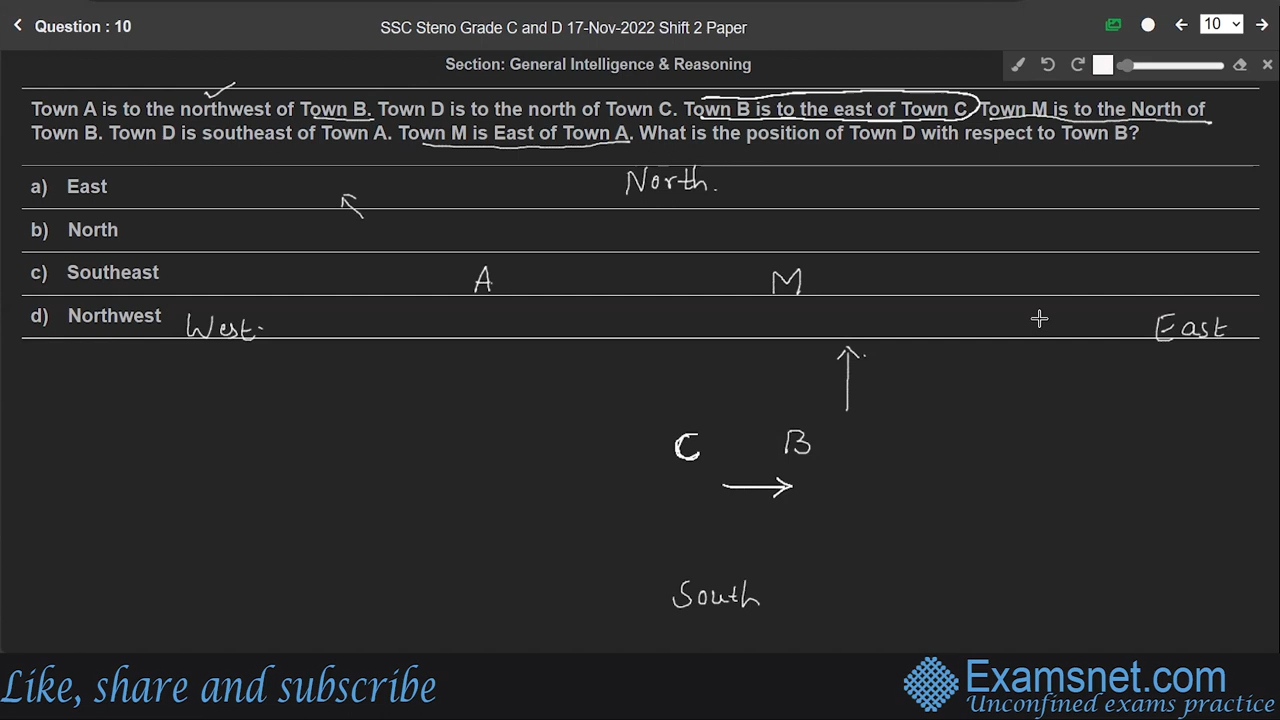 Question : 10
SSC Steno Grade C and D 17-Nov-2022 Shift 2 Paper
10
Section: General Intelligence & Reasoning
Town A is to the northwest of Town B. Town D is to the north of Town C. Town B is to the east of Town C. Town M is to the North of
Town B. Town D is southeast of Town A. Town M is East of Town A. What is the position of Town D with respect to Town B?
a) East
North.
b) North
c) Southeast
A M
d) Northwest
West.
East
C B
South
Like, share and subscribe
Examsnet.com
Unconfined exams practice